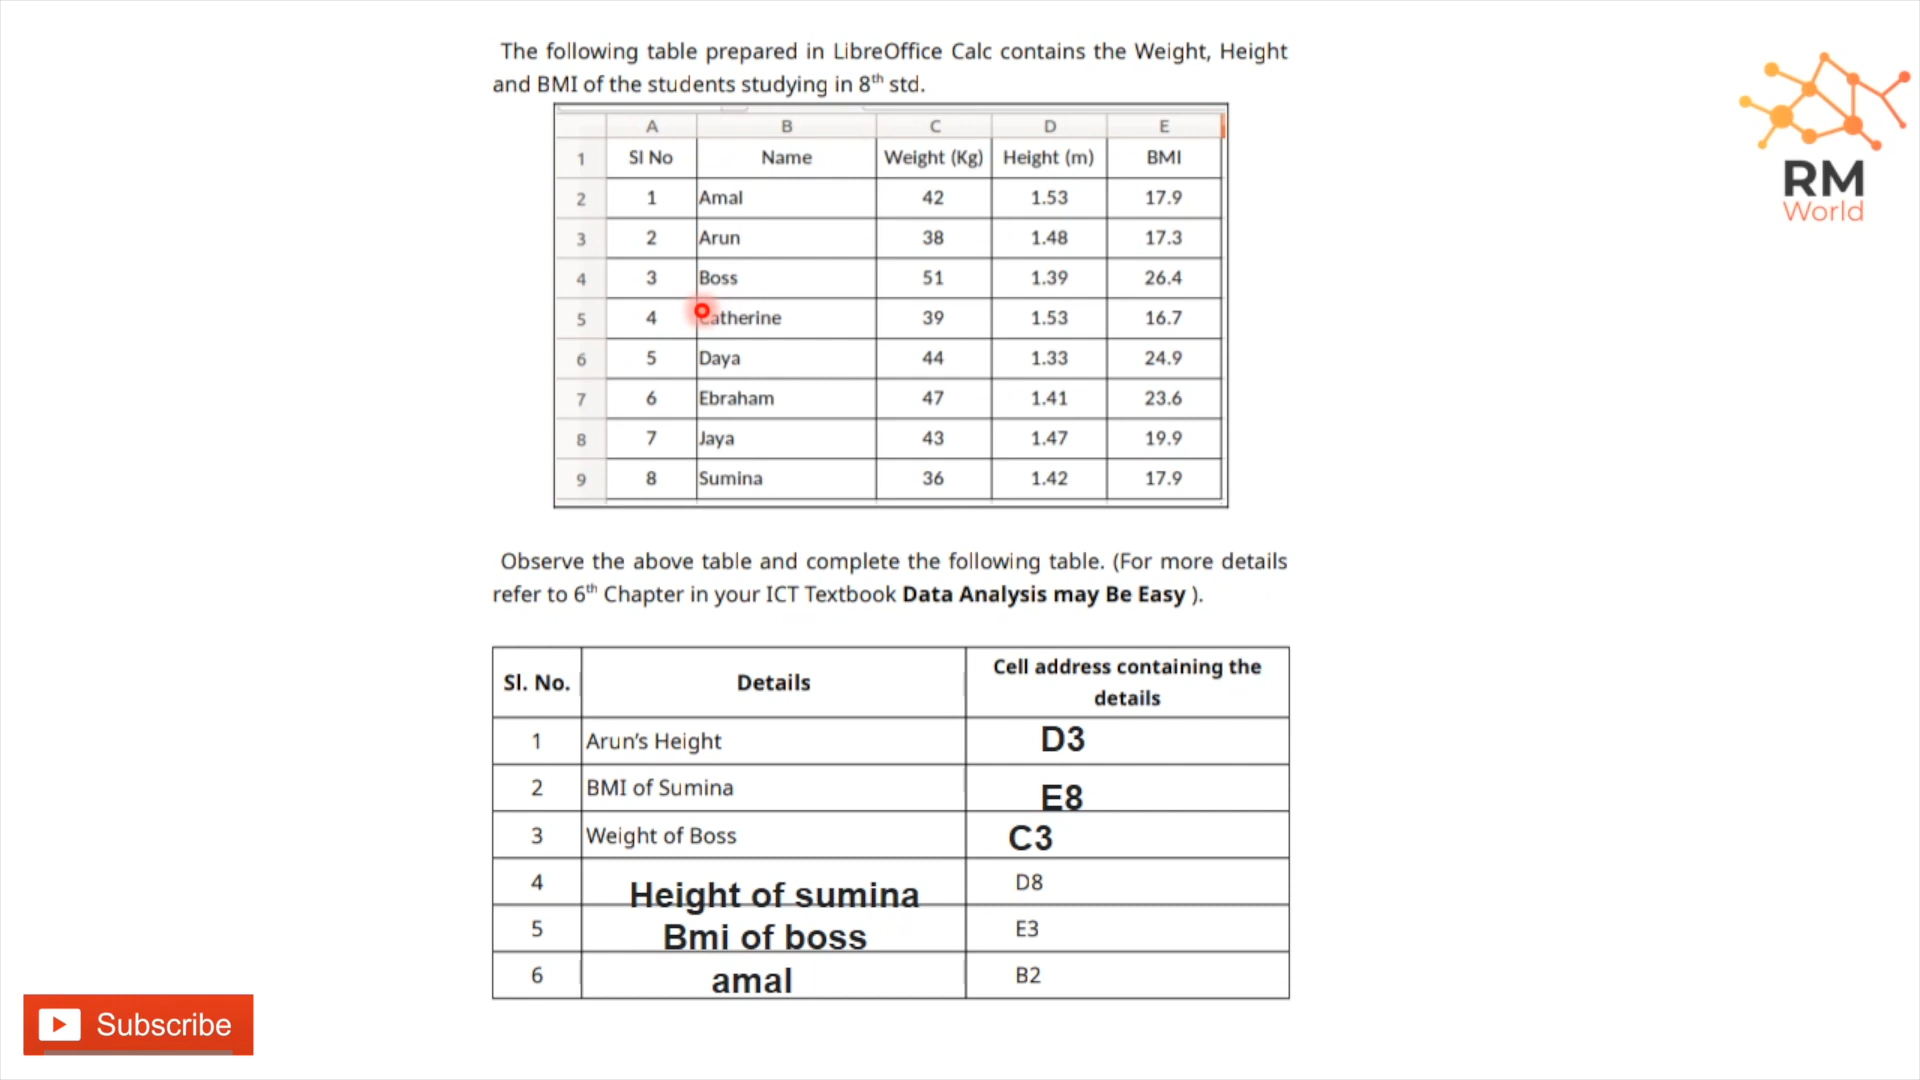 The following table prepared in LibreOffice Calc contains the Weight, Height
and BMI of the students studying in 8th std.
A B C D E
1 Sl No Name Weight (Kg) Height (m) BMI
2 1 Amal 42 1.53 17.9
3 2 Arun 38 1.48 17.3
4 3 Boss 51 1.39 26.4
5 4 Catherine 39 1.53 16.7
6 5 Daya 44 1.33 24.9
7 6 Ebraham 47 1.41 23.6
8 7 Jaya 43 1.47 19.9
9 8 Sumina 36 1.42 17.9
RM
World
Observe the above table and complete the following table. (For more details
refer to 6th Chapter in your ICT Textbook Data Analysis may Be Easy ).
Sl. No. Details Cell address containing the
details
1 Arun’s Height D3
2 BMI of Sumina E8
3 Weight of Boss C3
4 Height of sumina D8
5 Bmi of boss E3
6 amal B2
Subscribe